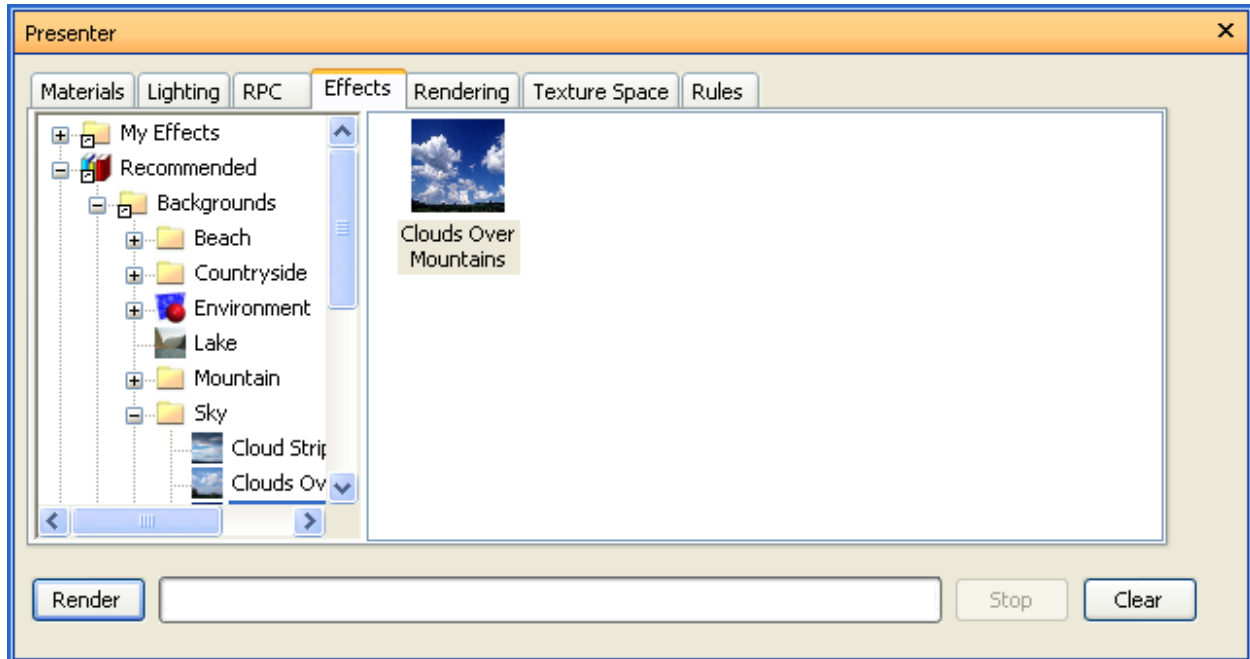 Presenter
Materials Lighting RPC Effects Rendering Texture Space Rules
My Effects
Recommended
Backgrounds
Beach
Countryside
Environment
Lake
Mountain
Sky
Cloud Strip
Clouds Ov
Clouds Over
Mountains
Render Stop Clear